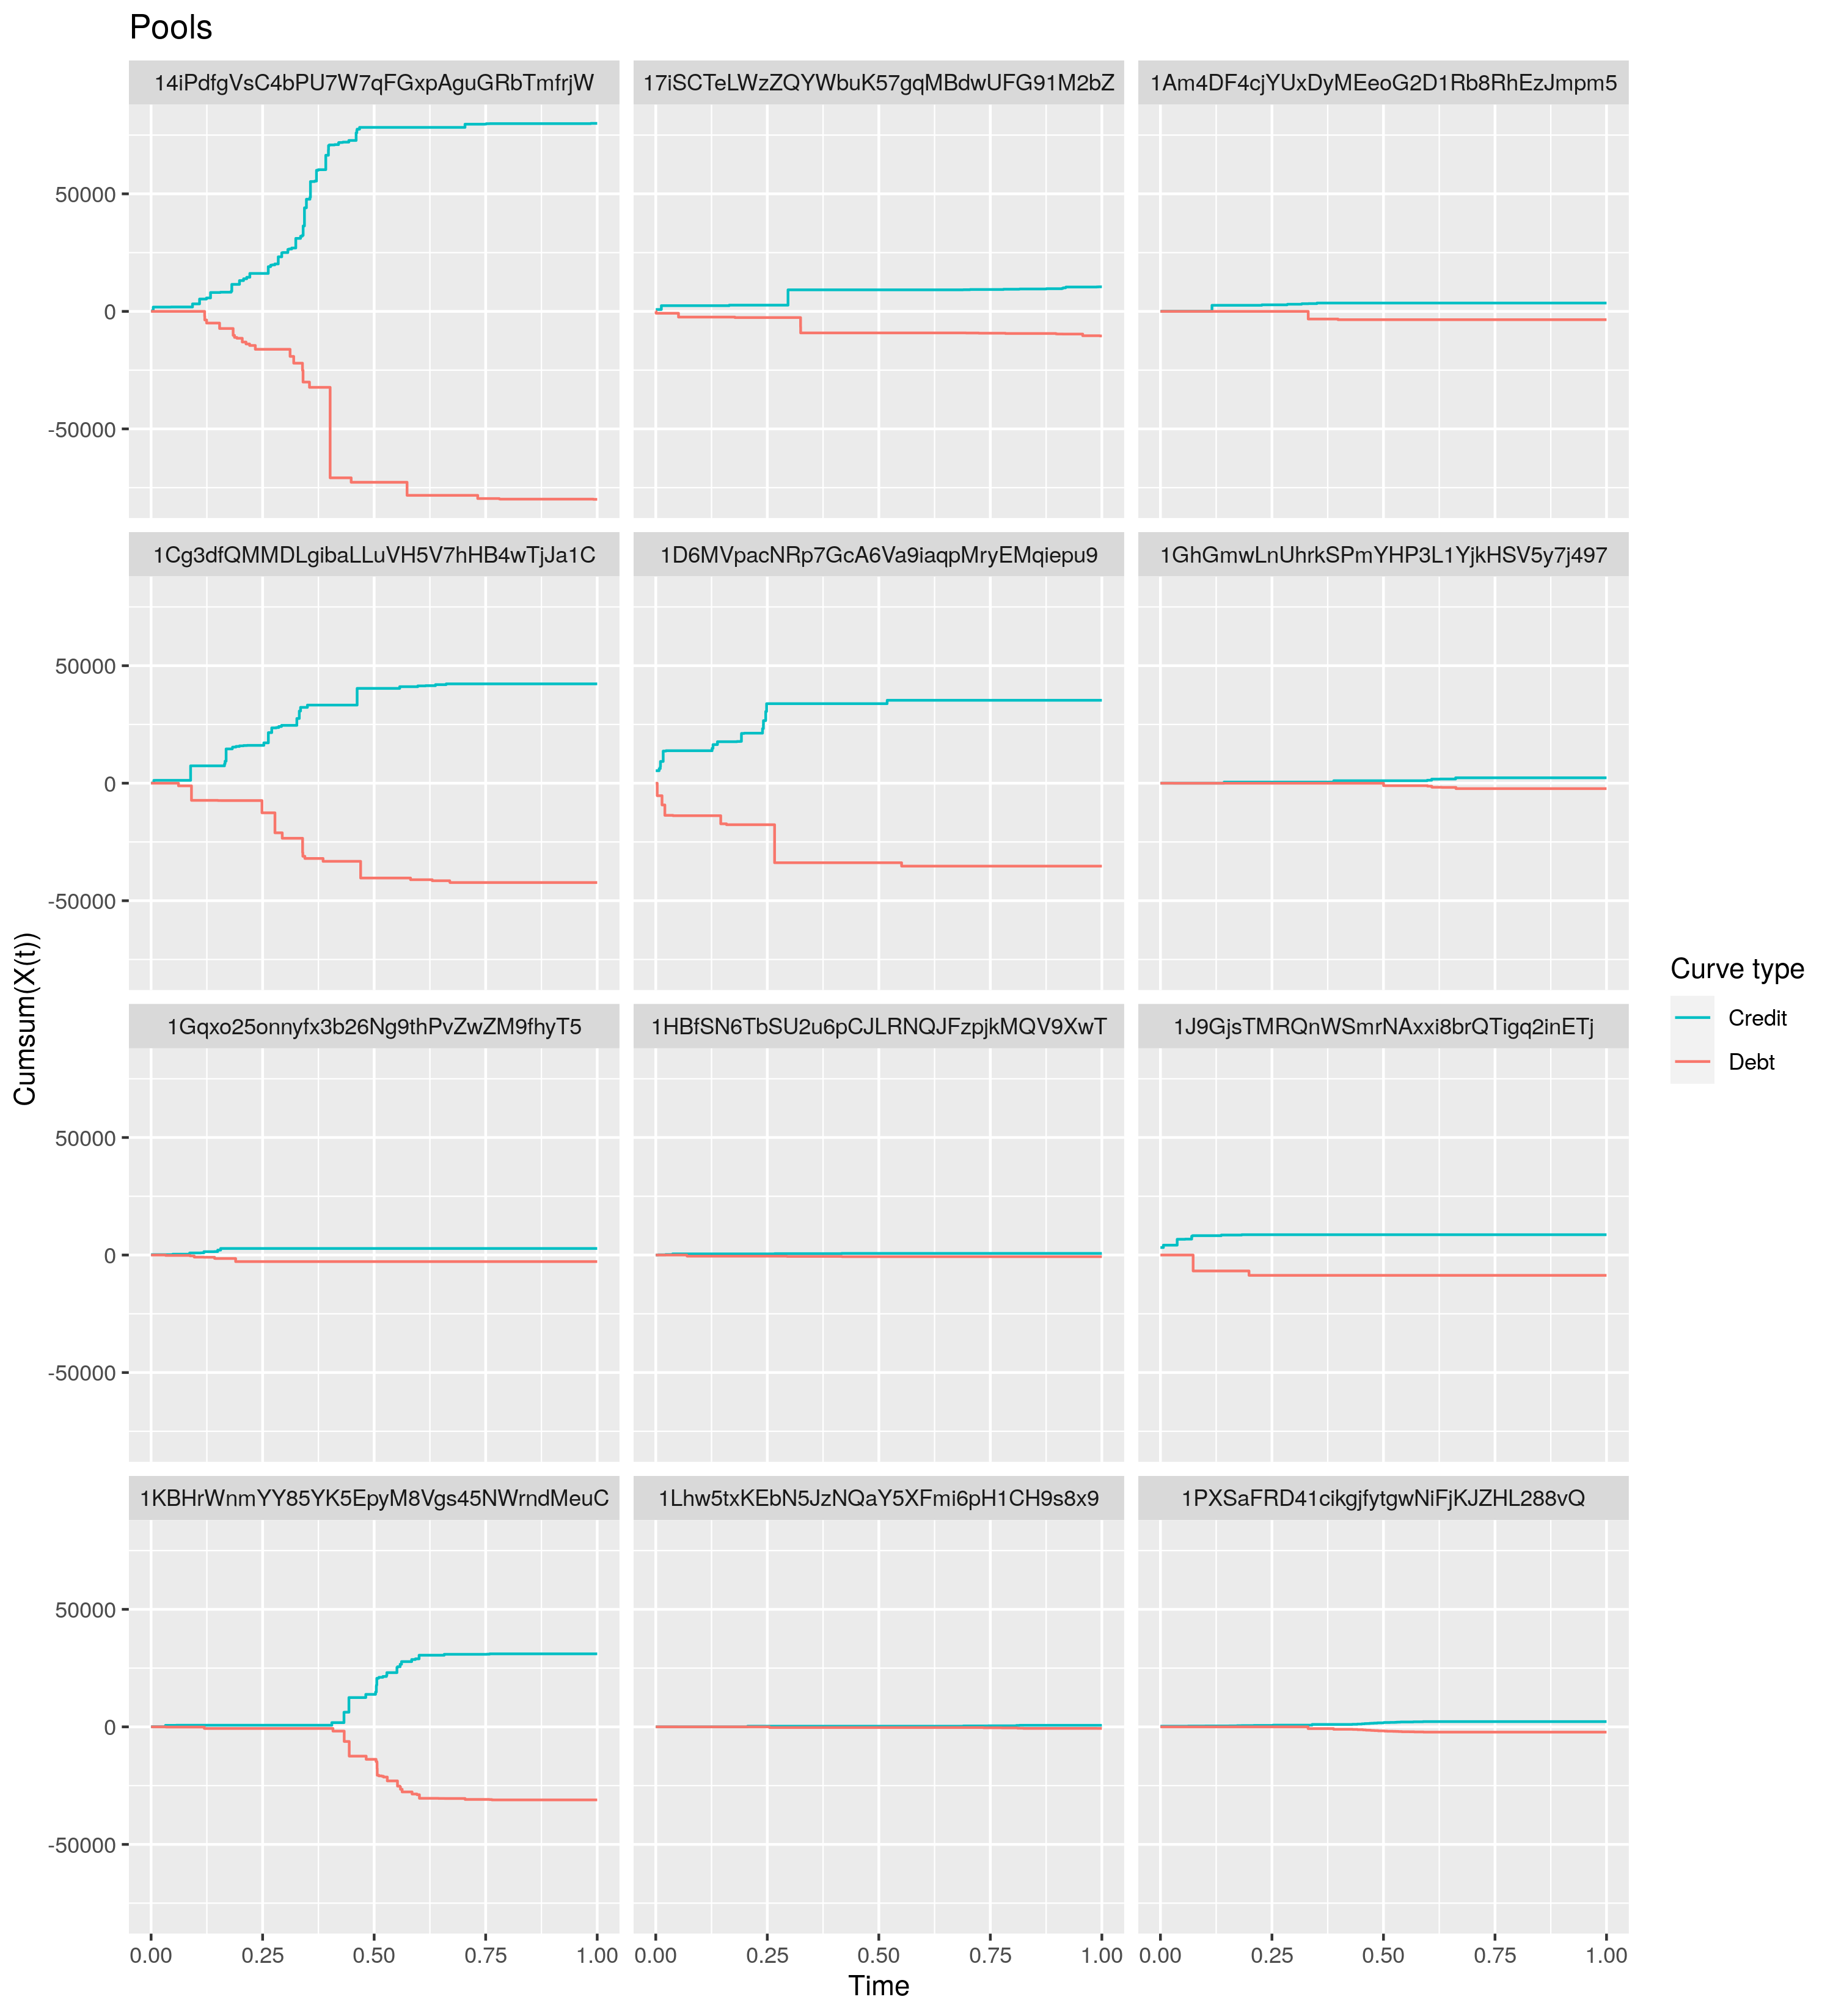 Pools
14iPdfgVsC4bPU7W7qFGxpAguGRbTmfrjW
17iSCTeLWzZQYWbuK57gqMBdwUFG91M2bZ
1Am4DF4cjYUxDyMEeoG2D1Rb8RhEzJmpm5
50000
0
-50000
1Cg3dfQMMDLgibaLLuVH5V7hHB4wTjJa1C
1D6MVpacNRp7GcA6Va9iaqpMryEMqiepu9
1GhGmwLnUhrkSPmYHP3L1YjkHSV5y7j497
50000
0
-50000
Cumsum(X(t))
1Gqxo25onnyfx3b26Ng9thPvZwZM9fhyT5
1HBfSN6TbSU2u6pCJLRNQJFzpjkMQV9XwT
1J9GjsTMRQnWSmrNAxxi8brQTigq2inETj
50000
0
-50000
1KBHrWnmYY85YK5EpyM8Vgs45NWrndMeuC
1Lhw5txKEbN5JzNQaY5XFmi6pH1CH9s8x9
1PXSaFRD41cikgjfytgwNiFjKJZHL288vQ
50000
0
-50000
0.00 0.25 0.50 0.75 1.00
0.00 0.25 0.50 0.75 1.00
0.00 0.25 0.50 0.75 1.00
Time
Curve type
Credit
Debt